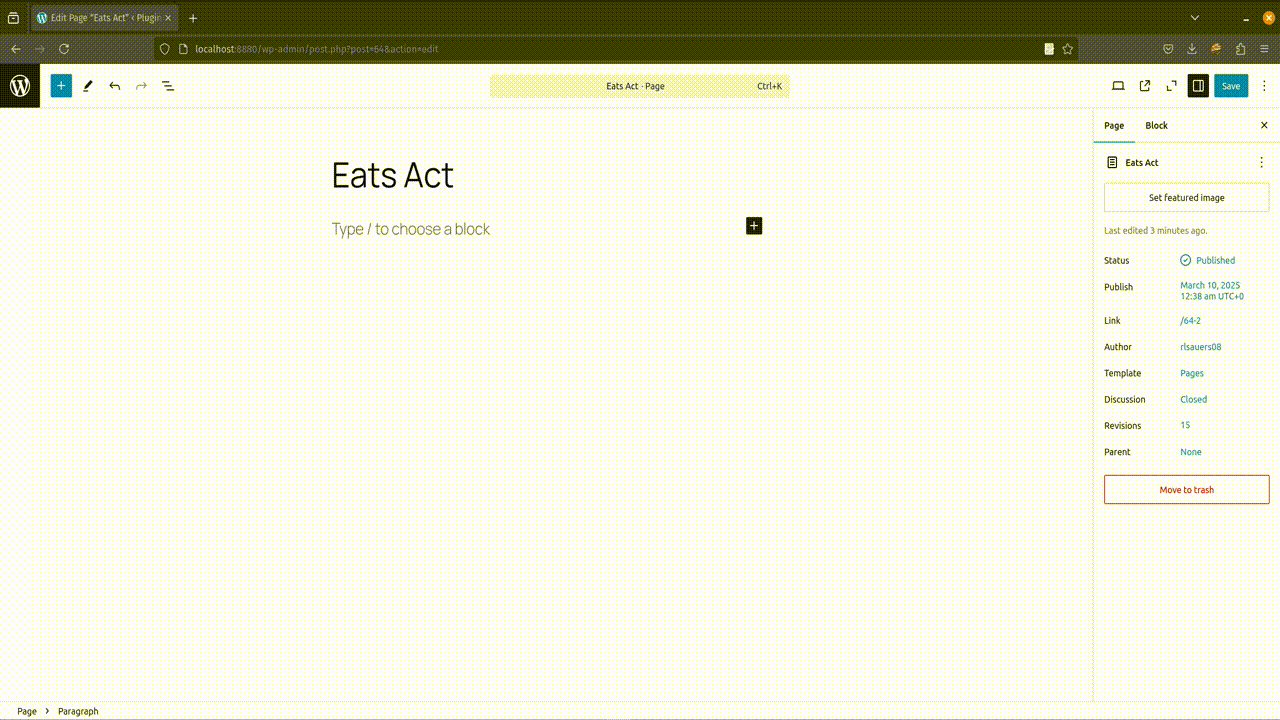 Edit Page "Eats Act" ‹ Plugin
localhost:8880/wp-admin/post.php?post=64&action=edit
Eats Act · Page Ctrl+K
Save
Page Block
Eats Act
Eats Act
Set featured image
Type / to choose a block
Last edited 3 minutes ago.
Status Published
Publish March 10, 2025
12:38 am UTC+0
Link /64-2
Author rlsauers08
Template Pages
Discussion Closed
Revisions 15
Parent None
Move to trash
Page > Paragraph